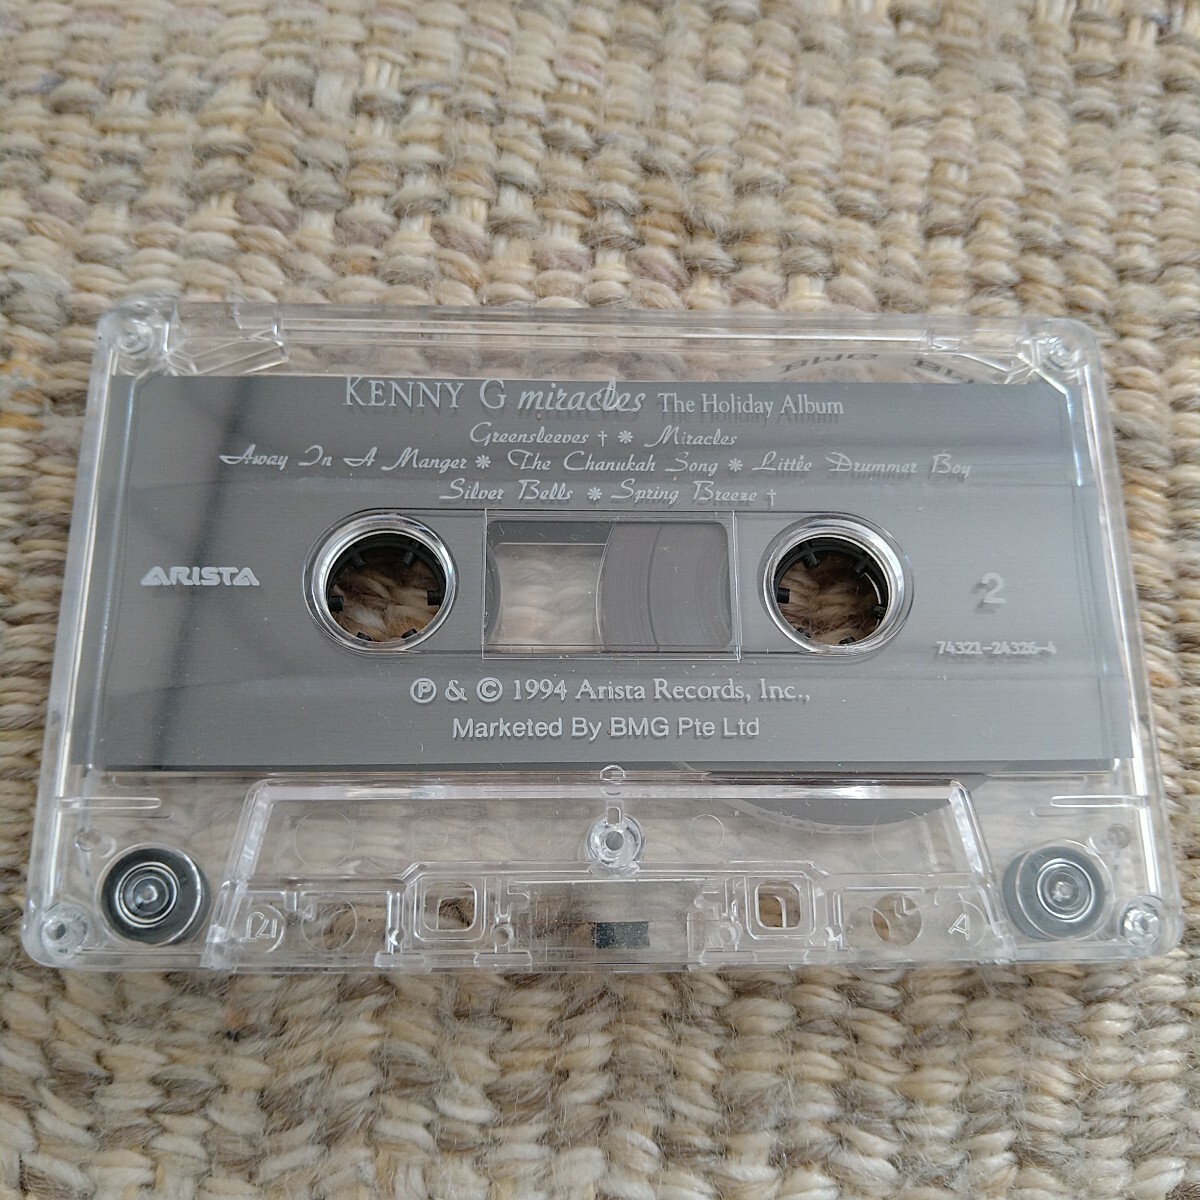 KENNY G miracles The Holiday Album
Greensleeves † * Miracles
Away In A Manger * The Chanukah Song * Little Drummer Boy
Silver Bells * Spring Breeze †
ARISTA
2
74321-24326-4
℗ & © 1994 Arista Records, Inc.,
Marketed By BMG Pte Ltd